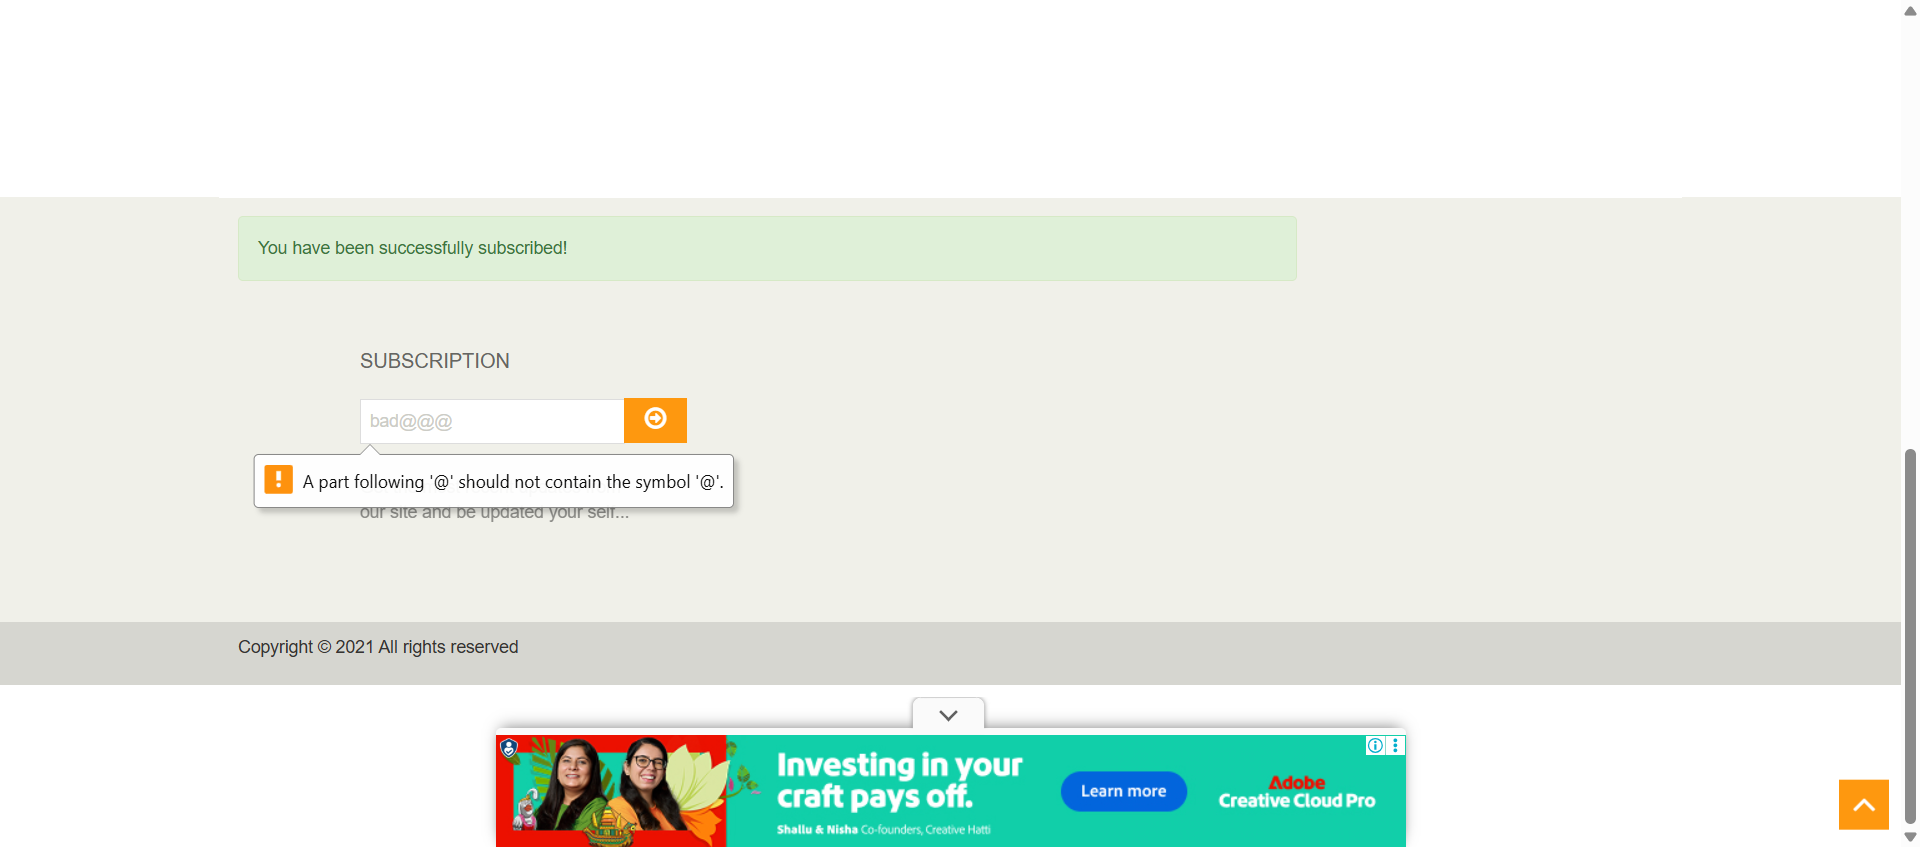 You have been successfully subscribed!
SUBSCRIPTION
bad@@@
A part following '@' should not contain the symbol '@'.
our site and be updated your self...
Copyright © 2021 All rights reserved
Investing in your
craft pays off.
Shallu & Nisha Co-founders, Creative Hatti
Learn more
Adobe
Creative Cloud Pro